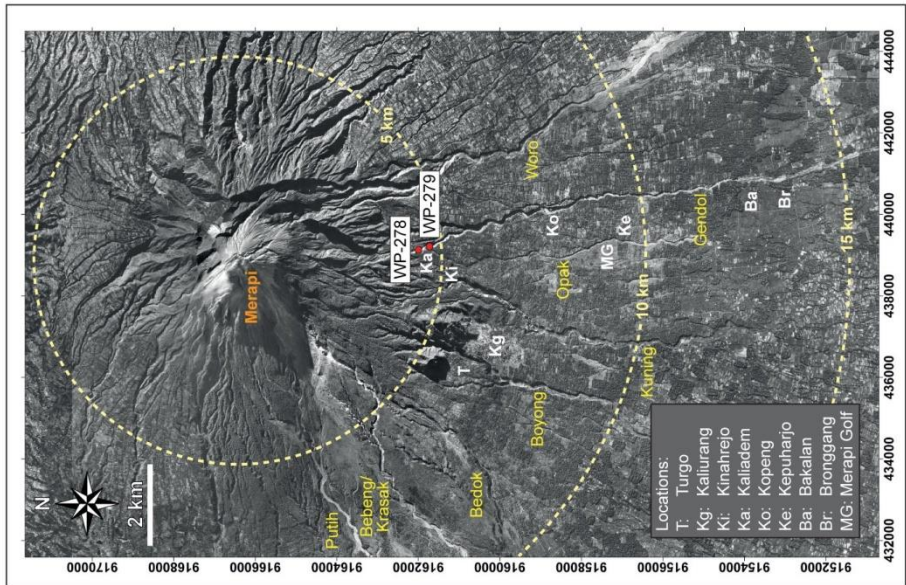 N
2 km
Merapi
5 km
WP-278
WP-279
Ka
Ki
Putih
Bebeng/
Krasak
Bedok
T
Kg
Boyong
Woro
Ko
Opak
MG
Ke
10 km
Kuning
Gendol
Ba
Br
15 km
Locations:
T: Turgo
Kg: Kaliurang
Ki: Kinahrejo
Ka: Kaliadem
Ko: Kopeng
Ke: Kepuharjo
Ba: Bakalan
Br: Bronggang
MG: Merapi Golf
9170000
9168000
9166000
9164000
9162000
9160000
9158000
9156000
9154000
9152000
432000
434000
436000
438000
440000
442000
444000